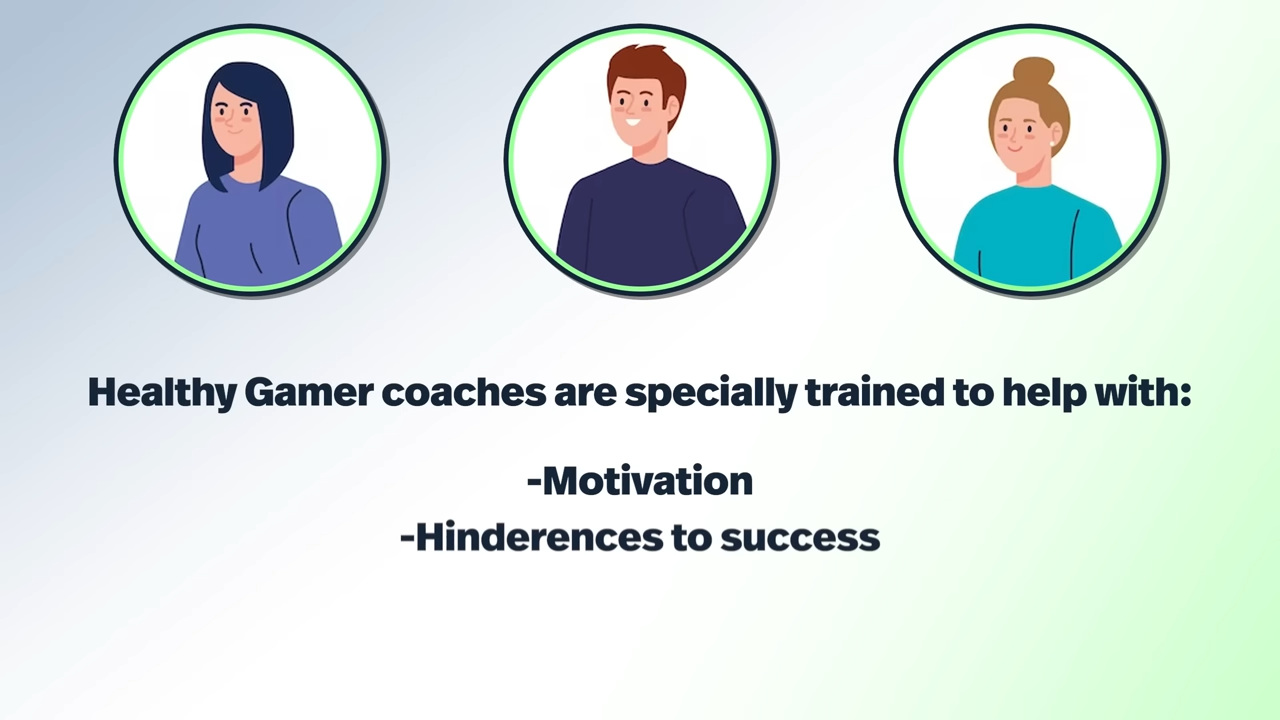 Healthy Gamer coaches are specially trained to help with:
-Motivation
-Hinderences to success